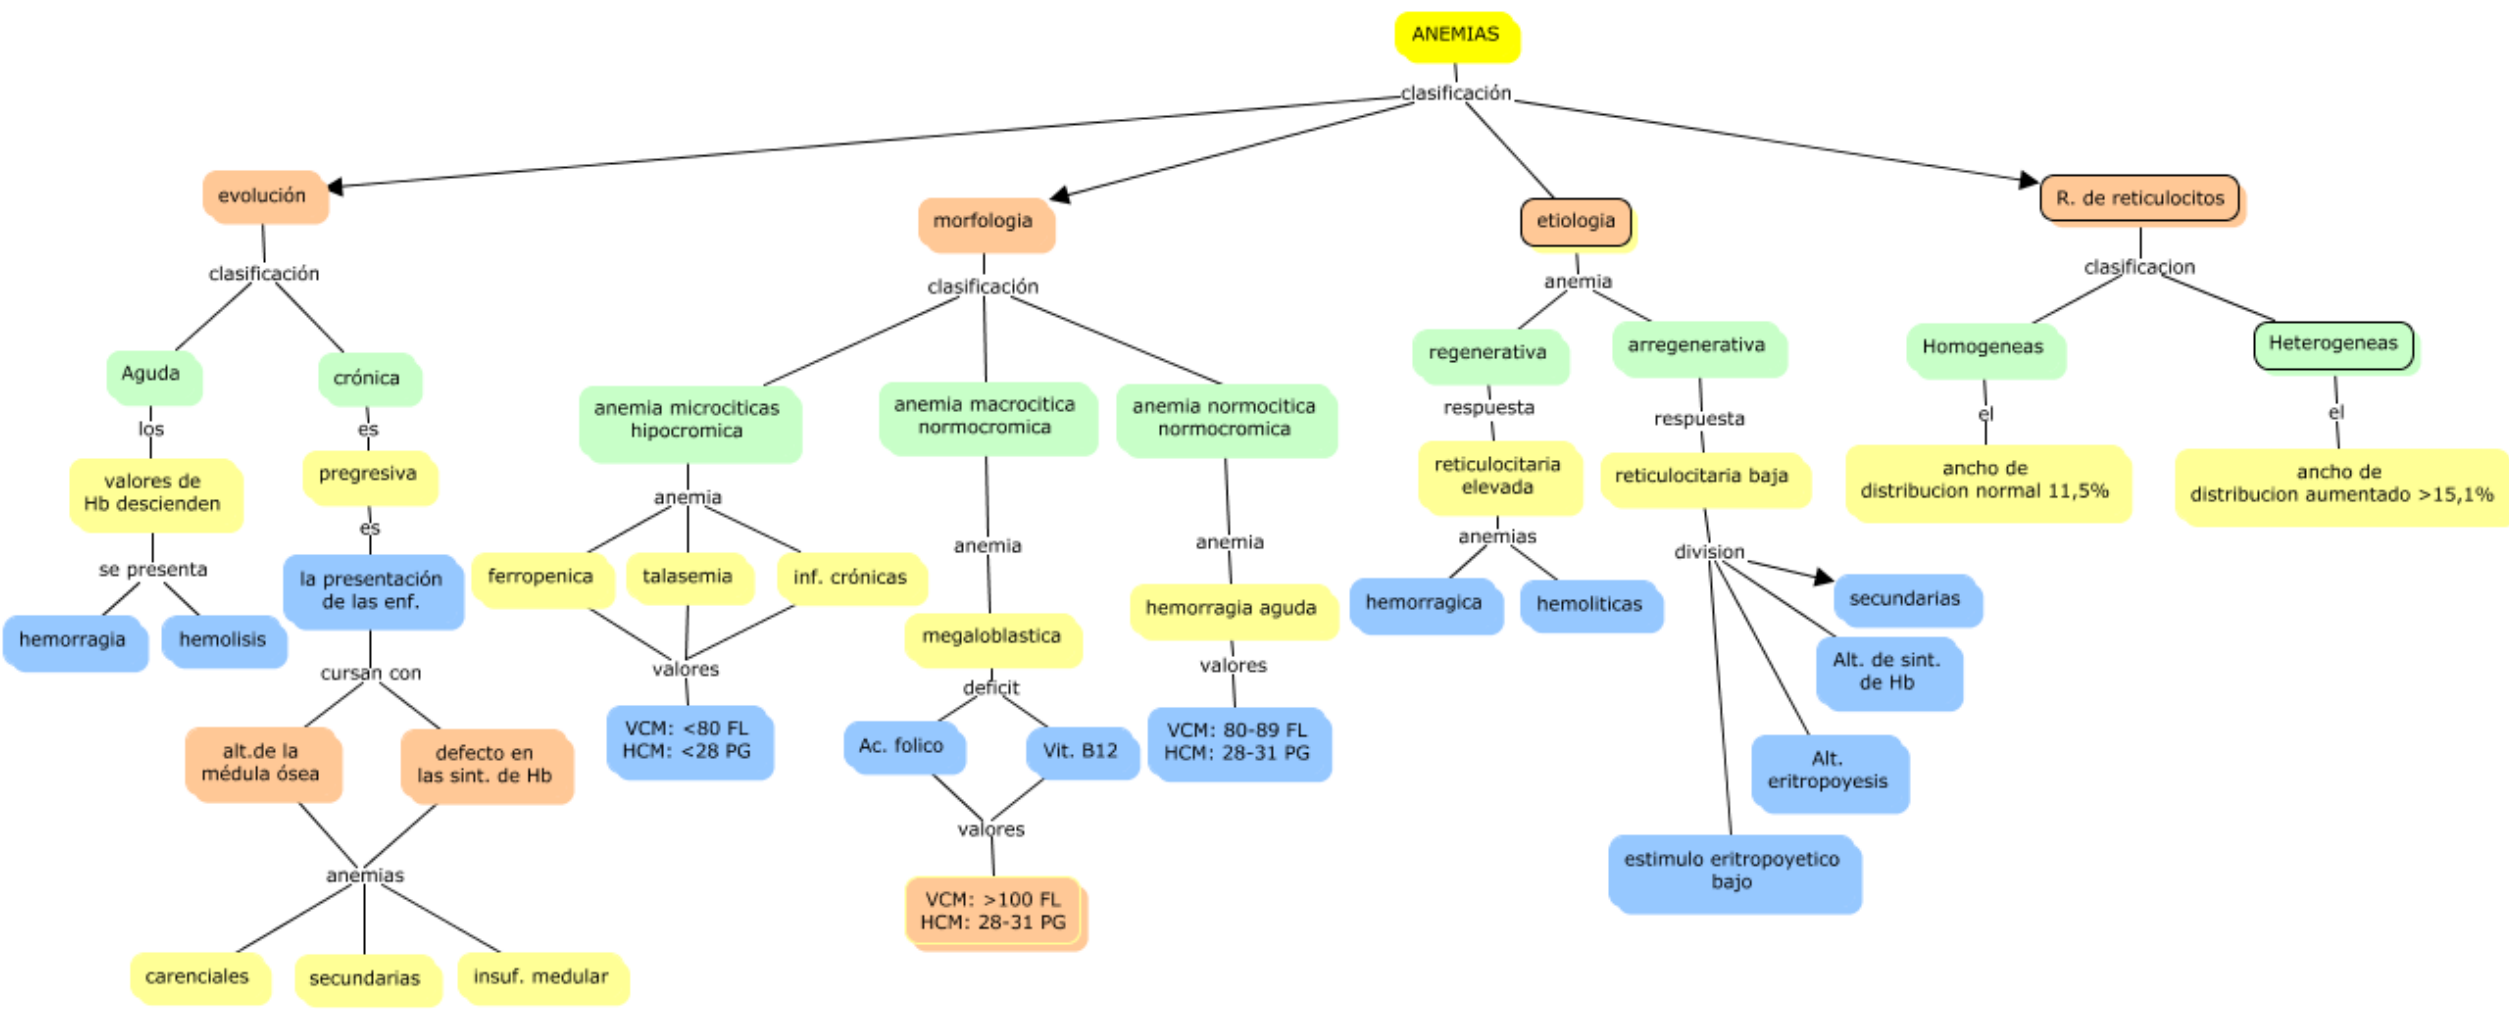 ANEMIAS
clasificación
evolución
clasificación
Aguda
los
valores de
Hb descienden
se presenta
hemorragia
hemolisis
crónica
es
pregresiva
es
la presentación
de las enf.
cursan con
alt.de la
médula ósea
defecto en
las sint. de Hb
anemias
carenciales
secundarias
insuf. medular
morfologia
clasificación
anemia microciticas
hipocromica
anemia
ferropenica
talasemia
inf. crónicas
valores
VCM: <80 FL
HCM: <28 PG
anemia macrocitica
normocromica
anemia
megaloblastica
deficit
Ac. folico
Vit. B12
valores
VCM: >100 FL
HCM: 28-31 PG
anemia normocitica
normocromica
anemia
hemorragia aguda
valores
VCM: 80-89 FL
HCM: 28-31 PG
etiologia
anemia
regenerativa
respuesta
reticulocitaria
elevada
anemias
hemorragica
hemoliticas
arregenerativa
respuesta
reticulocitaria baja
division
secundarias
Alt. de sint.
de Hb
Alt.
eritropoyesis
estimulo eritropoyetico
bajo
R. de reticulocitos
clasificacion
Homogeneas
el
ancho de
distribucion normal 11,5%
Heterogeneas
el
ancho de
distribucion aumentado >15,1%